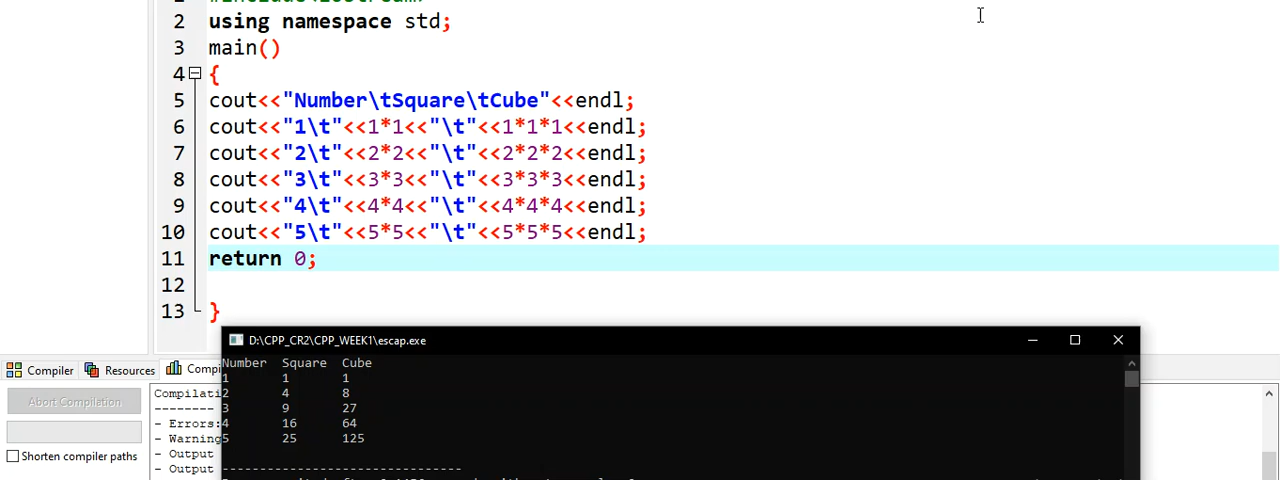 2 using namespace std;
3 main()
4 {
5 cout<<"Number\tSquare\tCube"<<endl;
6 cout<<"1\t"<<1*1<<"\t"<<1*1*1<<endl;
7 cout<<"2\t"<<2*2<<"\t"<<2*2*2<<endl;
8 cout<<"3\t"<<3*3<<"\t"<<3*3*3<<endl;
9 cout<<"4\t"<<4*4<<"\t"<<4*4*4<<endl;
10 cout<<"5\t"<<5*5<<"\t"<<5*5*5<<endl;
11 return 0;
12
13 }
D:\CPP_CR2\CPP_WEEK1\escap.exe
Number Square Cube
1 1 1
2 4 8
3 9 27
4 16 64
5 25 125
--------------------------------
Compiler Resources Compi
Abort Compilation
Shorten compiler paths
Compilati
--------
- Errors:
- Warning
- Output
- Output